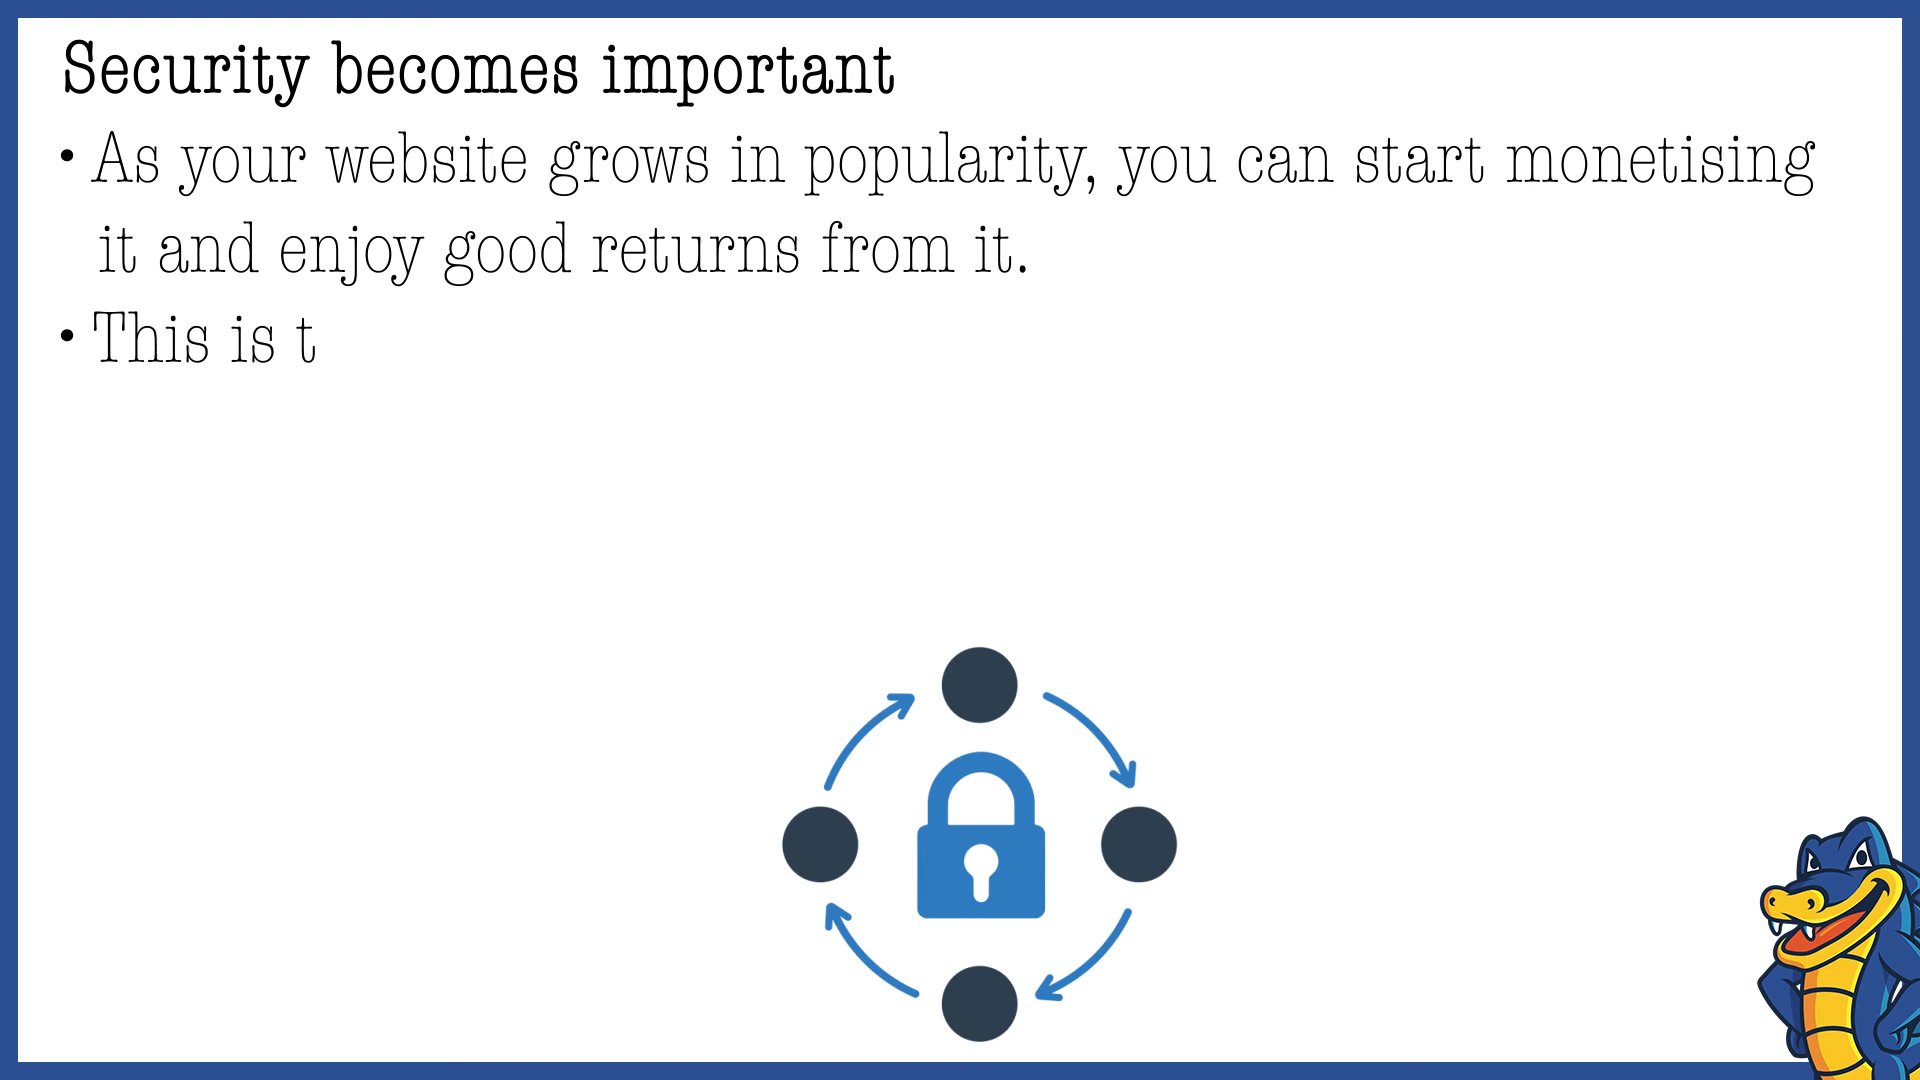 Security becomes important
• As your website grows in popularity, you can start monetising
it and enjoy good returns from it.
• This is t